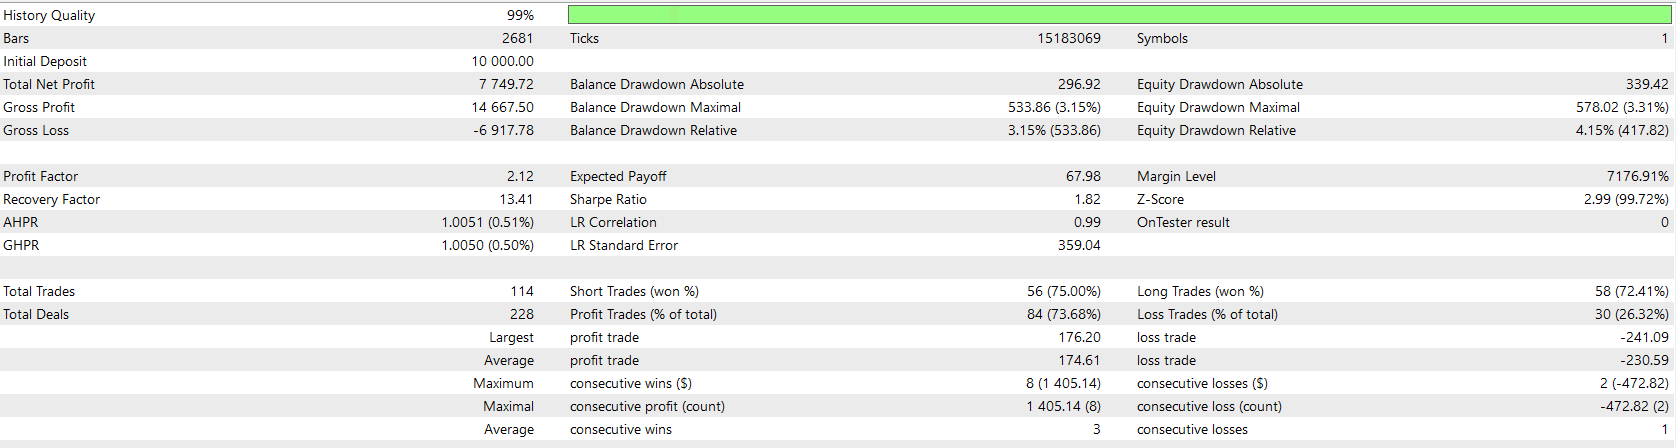 History Quality 99%
Bars 2681 Ticks 15183069 Symbols 1
Initial Deposit 10 000.00
Total Net Profit 7 749.72 Balance Drawdown Absolute 296.92 Equity Drawdown Absolute 339.42
Gross Profit 14 667.50 Balance Drawdown Maximal 533.86 (3.15%) Equity Drawdown Maximal 578.02 (3.31%)
Gross Loss -6 917.78 Balance Drawdown Relative 3.15% (533.86) Equity Drawdown Relative 4.15% (417.82)
Profit Factor 2.12 Expected Payoff 67.98 Margin Level 7176.91%
Recovery Factor 13.41 Sharpe Ratio 1.82 Z-Score 2.99 (99.72%)
AHPR 1.0051 (0.51%) LR Correlation 0.99 OnTester result 0
GHPR 1.0050 (0.50%) LR Standard Error 359.04
Total Trades 114 Short Trades (won %) 56 (75.00%) Long Trades (won %) 58 (72.41%)
Total Deals 228 Profit Trades (% of total) 84 (73.68%) Loss Trades (% of total) 30 (26.32%)
Largest profit trade 176.20 loss trade -241.09
Average profit trade 174.61 loss trade -230.59
Maximum consecutive wins ($) 8 (1 405.14) consecutive losses ($) 2 (-472.82)
Maximal consecutive profit (count) 1 405.14 (8) consecutive loss (count) -472.82 (2)
Average consecutive wins 3 consecutive losses 1